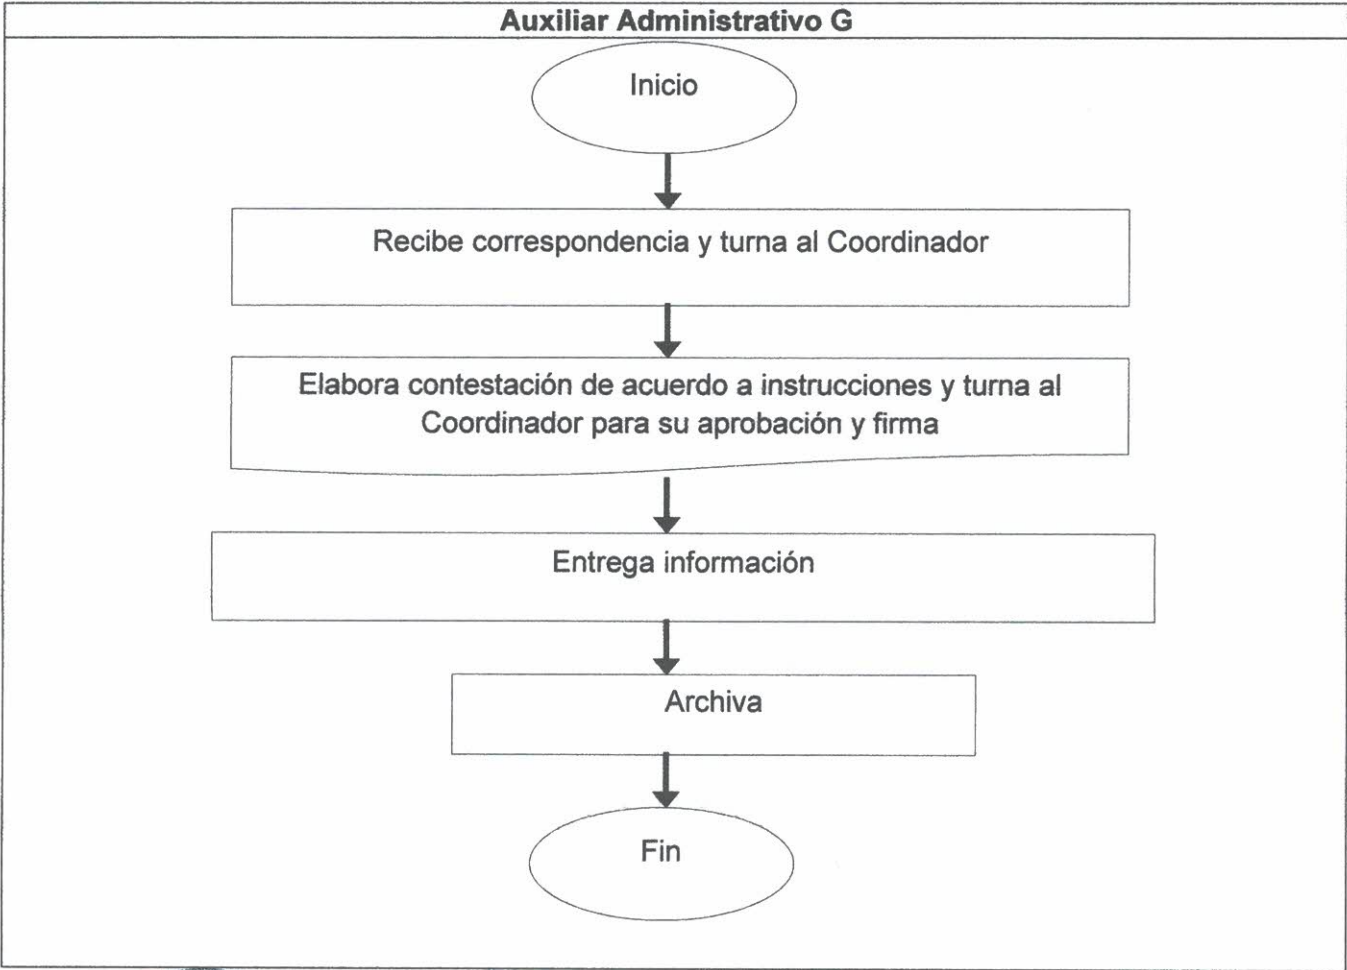 Auxiliar Administrativo G
Inicio
Recibe correspondencia y turna al Coordinador
Elabora contestación de acuerdo a instrucciones y turna al
Coordinador para su aprobación y firma
Entrega información
Archiva
Fin